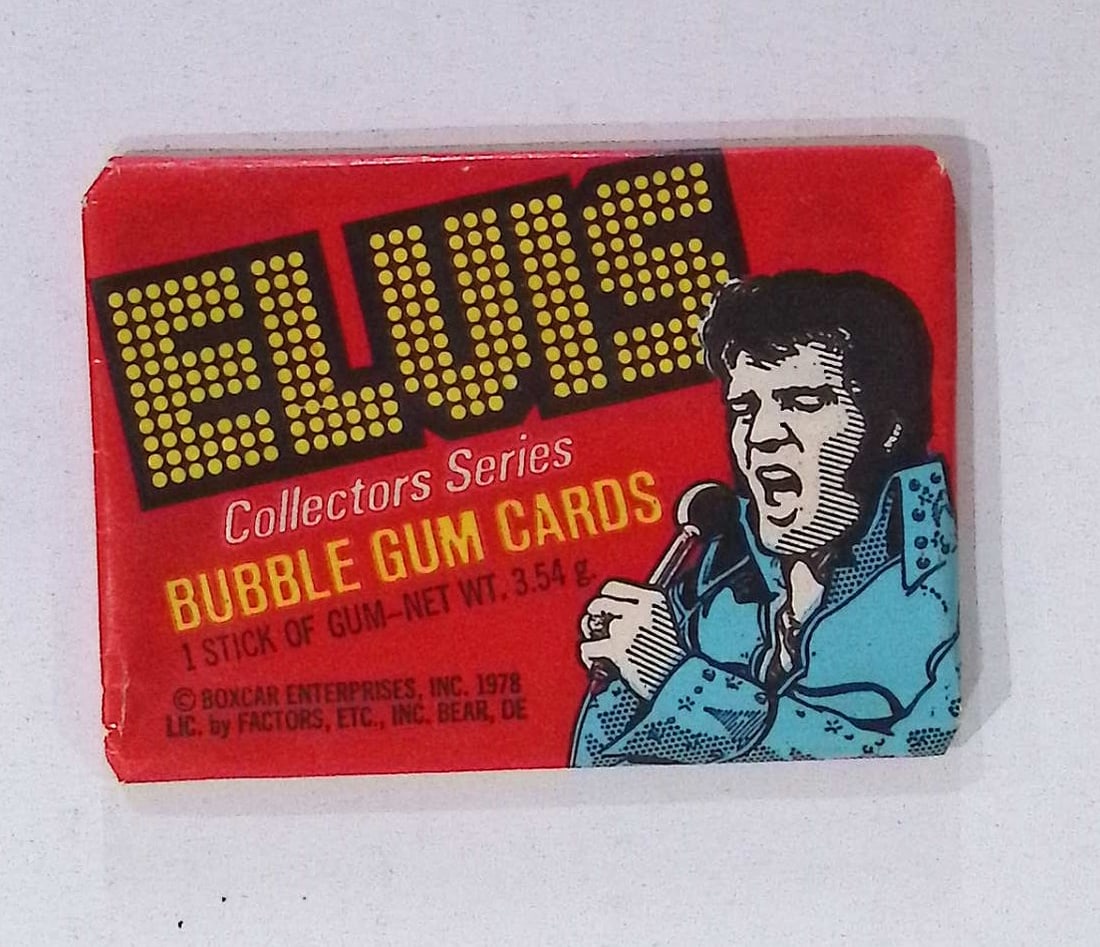 ELVIS
Collectors Series
BUBBLE GUM CARDS
1 STICK OF GUM-NET WT. 3.54 g.
© BOXCAR ENTERPRISES, INC. 1978
LIC. by FACTORS, ETC., INC. BEAR, DE